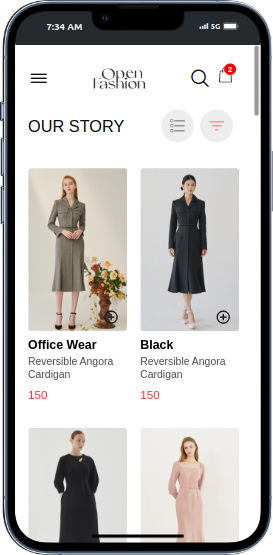 7:34 AM 5G
Open
Fashion
2
OUR STORY
Office Wear
Reversible Angora
Cardigan
150
Black
Reversible Angora
Cardigan
150